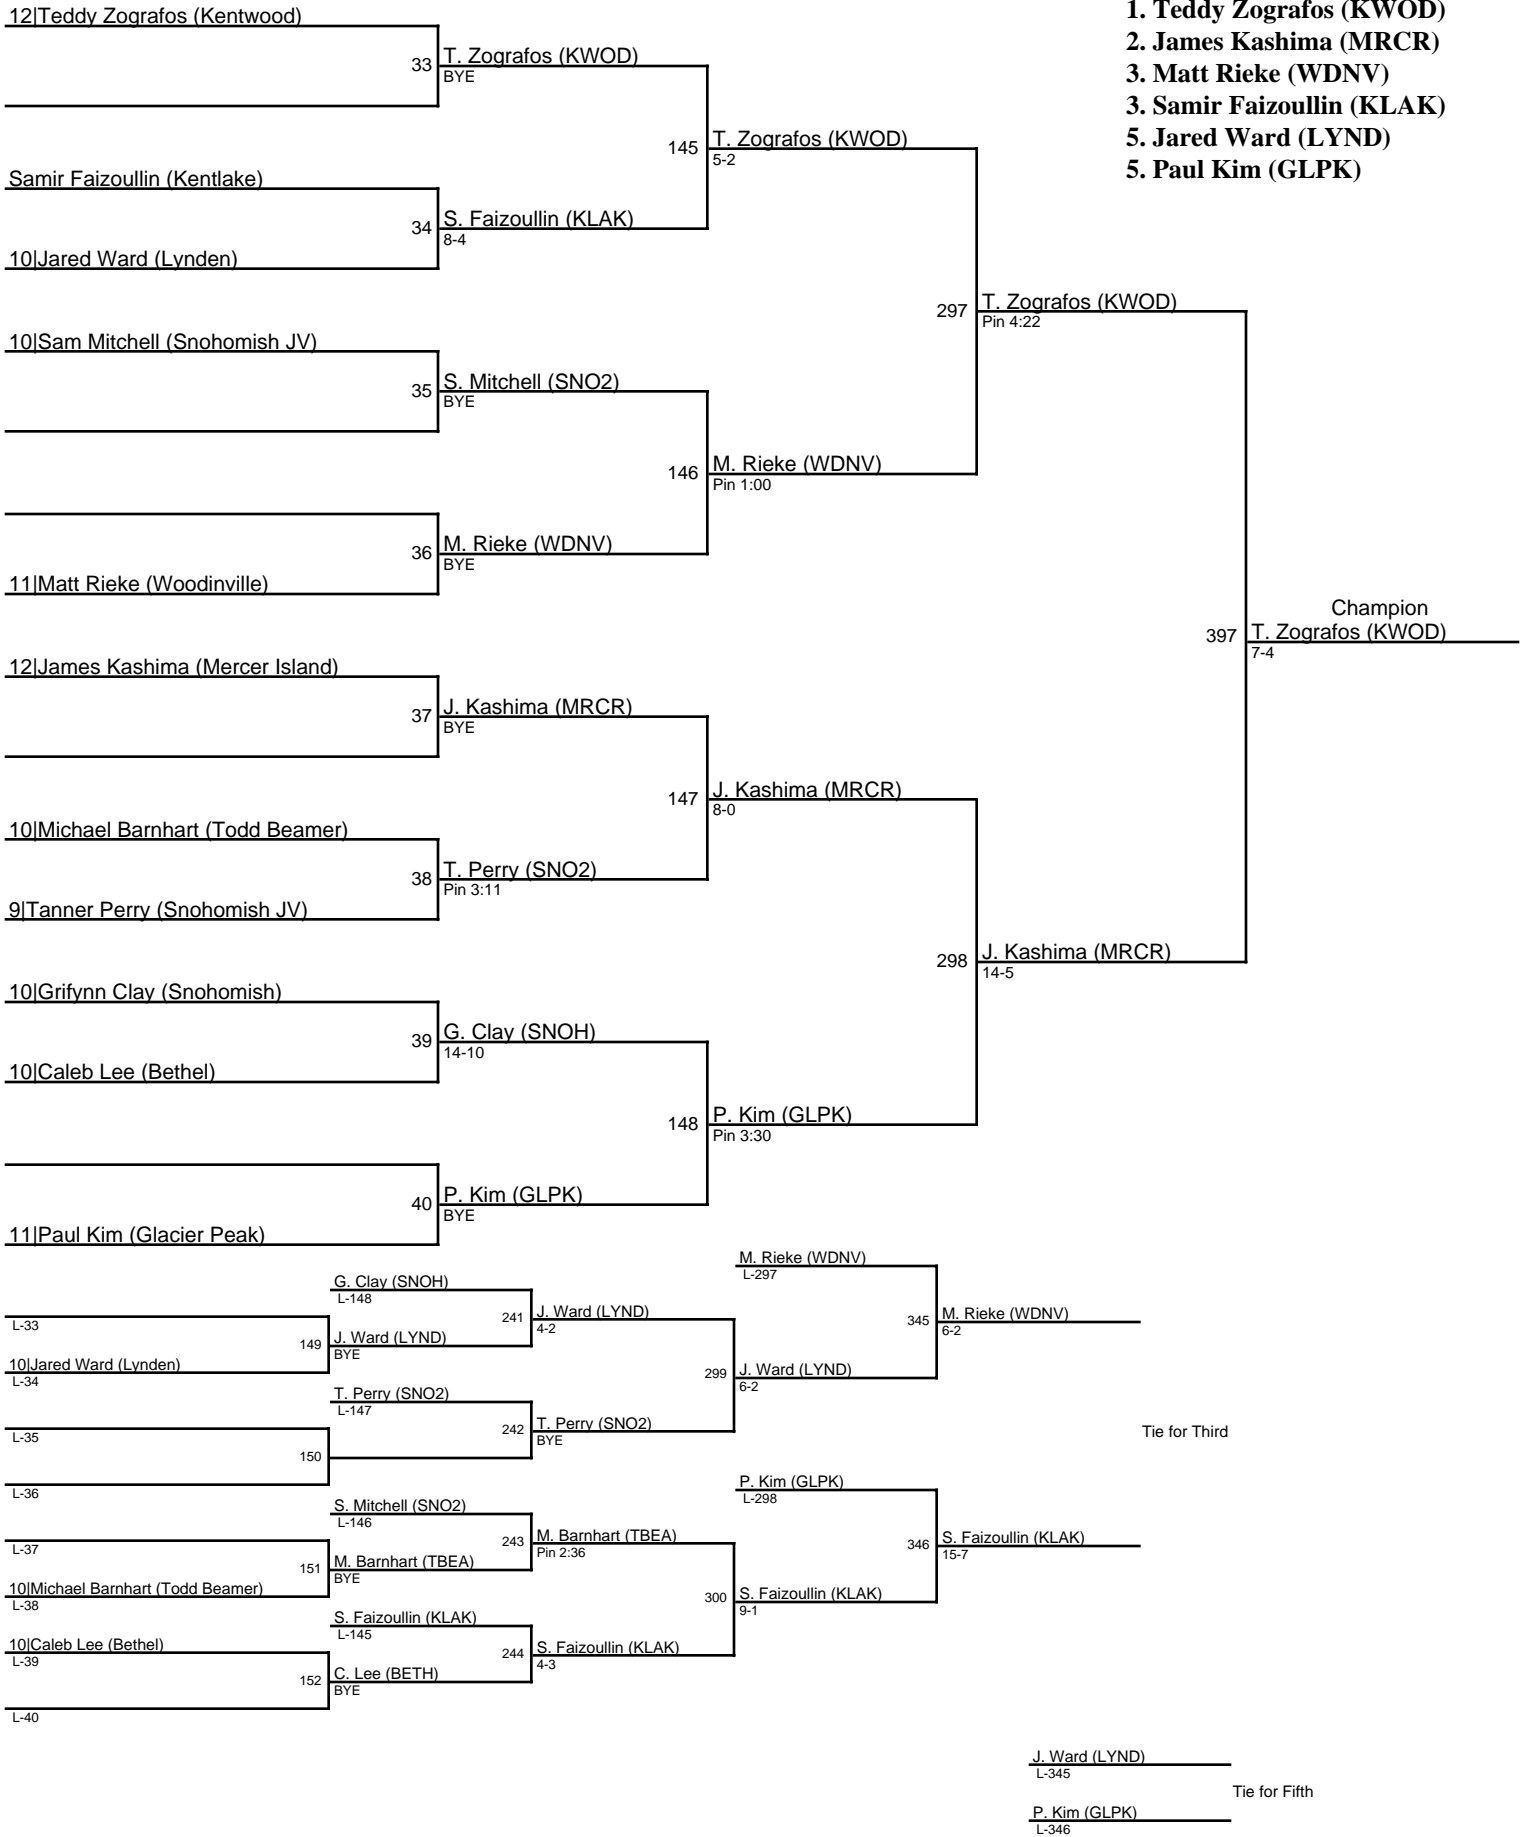 12|Teddy Zografos (Kentwood)
33
T. Zografos (KWOD)
BYE
145
T. Zografos (KWOD)
5-2
Samir Faizoullin (Kentlake)
34
S. Faizoullin (KLAK)
8-4
10|Jared Ward (Lynden)
297
T. Zografos (KWOD)
Pin 4:22
10|Sam Mitchell (Snohomish JV)
35
S. Mitchell (SNO2)
BYE
146
M. Rieke (WDNV)
Pin 1:00
36
M. Rieke (WDNV)
BYE
11|Matt Rieke (Woodinville)
Champion
397
T. Zografos (KWOD)
7-4
12|James Kashima (Mercer Island)
37
J. Kashima (MRCR)
BYE
147
J. Kashima (MRCR)
8-0
10|Michael Barnhart (Todd Beamer)
38
T. Perry (SNO2)
Pin 3:11
9|Tanner Perry (Snohomish JV)
298
J. Kashima (MRCR)
14-5
10|Grifynn Clay (Snohomish)
39
G. Clay (SNOH)
14-10
10|Caleb Lee (Bethel)
148
P. Kim (GLPK)
Pin 3:30
40
P. Kim (GLPK)
BYE
11|Paul Kim (Glacier Peak)
1. Teddy Zografos (KWOD)
2. James Kashima (MRCR)
3. Matt Rieke (WDNV)
3. Samir Faizoullin (KLAK)
5. Jared Ward (LYND)
5. Paul Kim (GLPK)
M. Rieke (WDNV)
L-297
G. Clay (SNOH)
L-148
241
J. Ward (LYND)
4-2
345
M. Rieke (WDNV)
6-2
L-33
149
J. Ward (LYND)
BYE
10|Jared Ward (Lynden)
L-34
299
J. Ward (LYND)
6-2
T. Perry (SNO2)
L-147
242
T. Perry (SNO2)
BYE
L-35
150
L-36
Tie for Third
P. Kim (GLPK)
L-298
S. Mitchell (SNO2)
L-146
243
M. Barnhart (TBEA)
Pin 2:36
346
S. Faizoullin (KLAK)
15-7
L-37
151
M. Barnhart (TBEA)
BYE
10|Michael Barnhart (Todd Beamer)
L-38
300
S. Faizoullin (KLAK)
9-1
S. Faizoullin (KLAK)
L-145
244
S. Faizoullin (KLAK)
4-3
10|Caleb Lee (Bethel)
L-39
152
C. Lee (BETH)
BYE
L-40
J. Ward (LYND)
L-345
Tie for Fifth
P. Kim (GLPK)
L-346